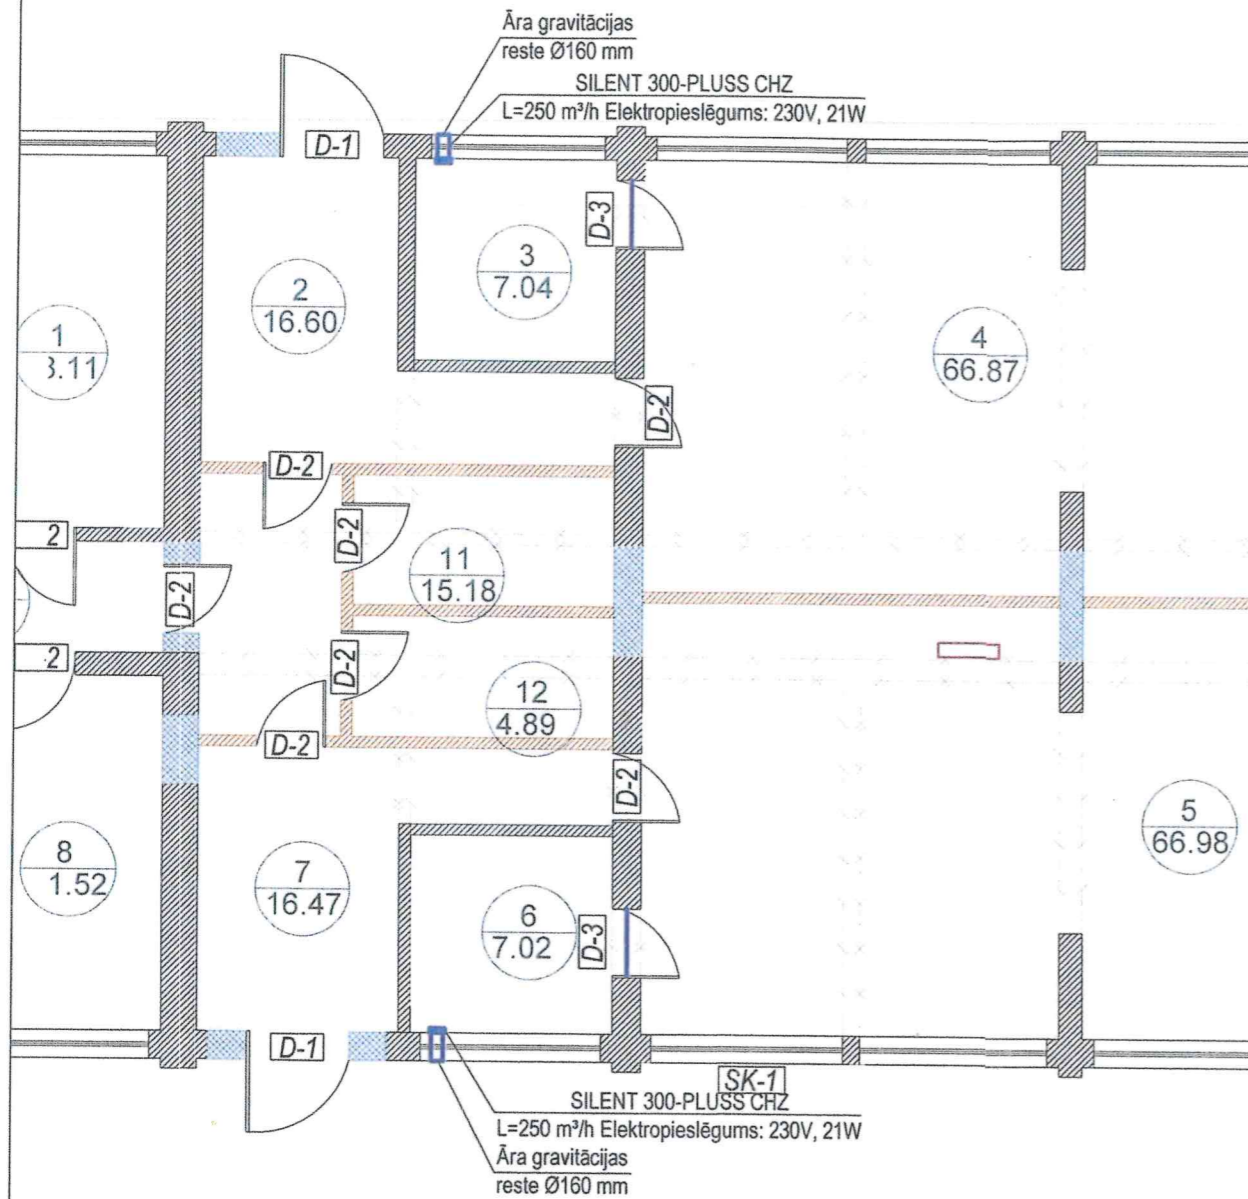 Āra gravitācijas
reste Ø160 mm
SILENT 300-PLUSS CHZ
L=250 m³/h Elektropieslēgums: 230V, 21W
D-1
D-3
3
7.04
2
16.60
1
3.11
4
66.87
D-2
D-2
2
D-2
11
15.18
D-2
2
D-2
12
4.89
D-2
D-2
5
66.98
8
1.52
7
16.47
6
7.02
D-3
D-1
SK-1
SILENT 300-PLUSS CHZ
L=250 m³/h Elektropieslēgums: 230V, 21W
Āra gravitācijas
reste Ø160 mm